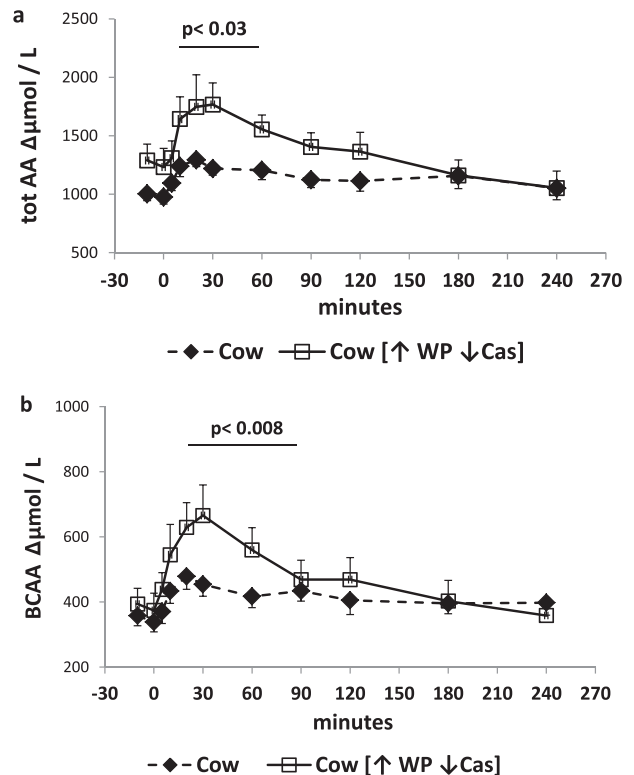 a
p< 0.03
tot AA Δμmol / L
2500
2000
1500
1000
500
-30 0 30 60 90 120 150 180 210 240 270
minutes
Cow Cow [↑ WP ↓Cas]
b
p< 0.008
BCAA Δμmol / L
1000
800
600
400
200
-30 0 30 60 90 120 150 180 210 240 270
minutes
Cow Cow [↑ WP ↓Cas]